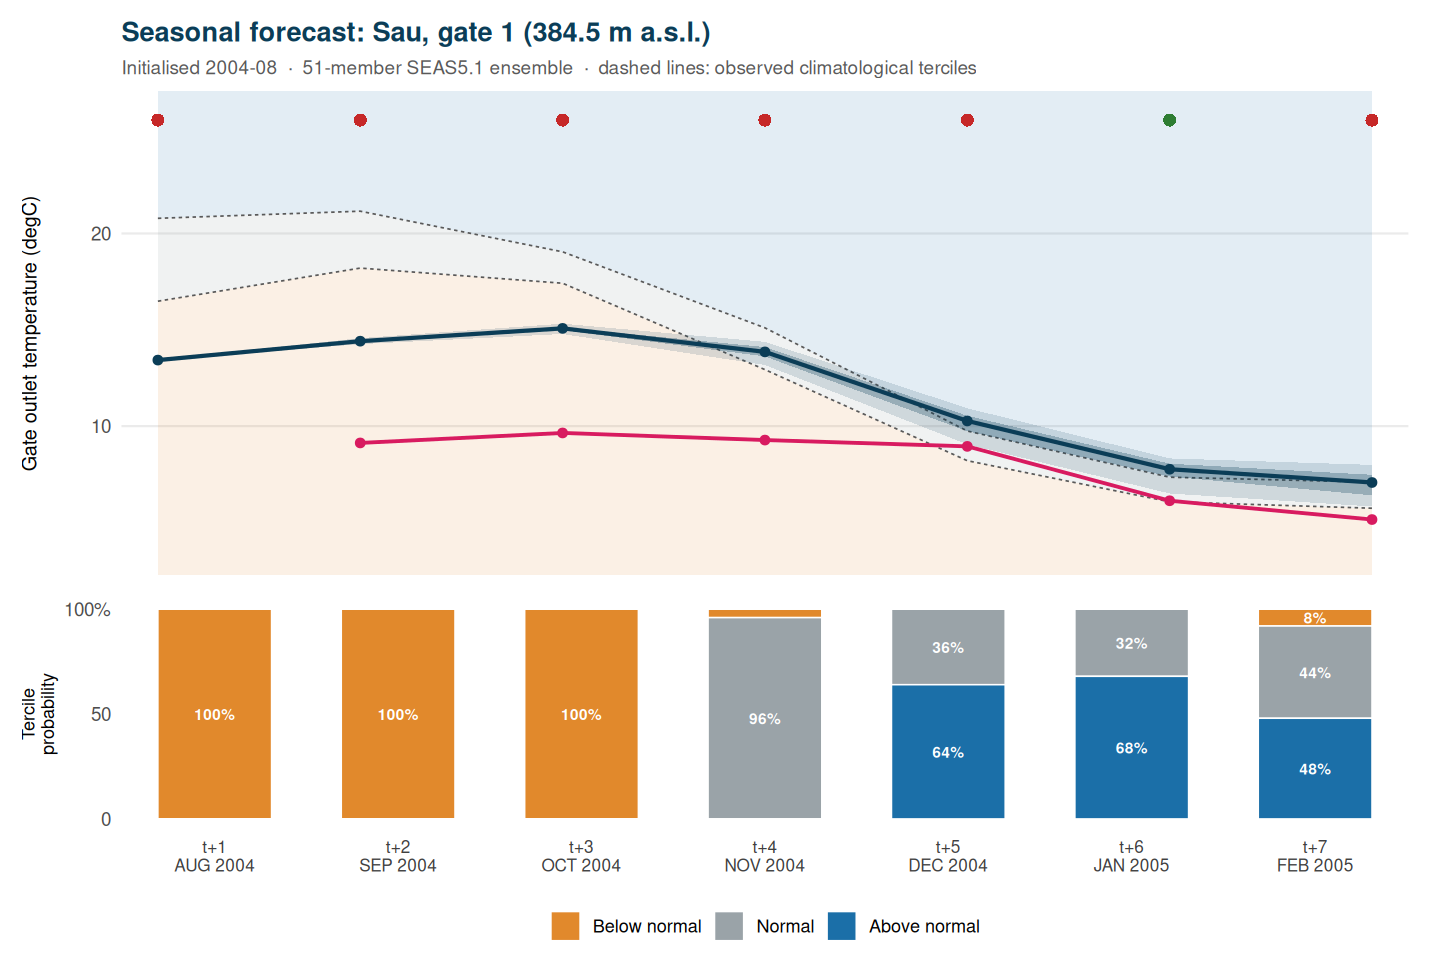 Seasonal forecast: Sau, gate 1 (384.5 m a.s.l.)
Initialised 2004-08 · 51-member SEAS5.1 ensemble · dashed lines: observed climatological terciles
Gate outlet temperature (degC)
20
10
Tercile
probability
100%
50
0
100%
100%
100%
96%
36%
64%
32%
68%
8%
44%
48%
t+1
AUG 2004
t+2
SEP 2004
t+3
OCT 2004
t+4
NOV 2004
t+5
DEC 2004
t+6
JAN 2005
t+7
FEB 2005
Below normal
Normal
Above normal